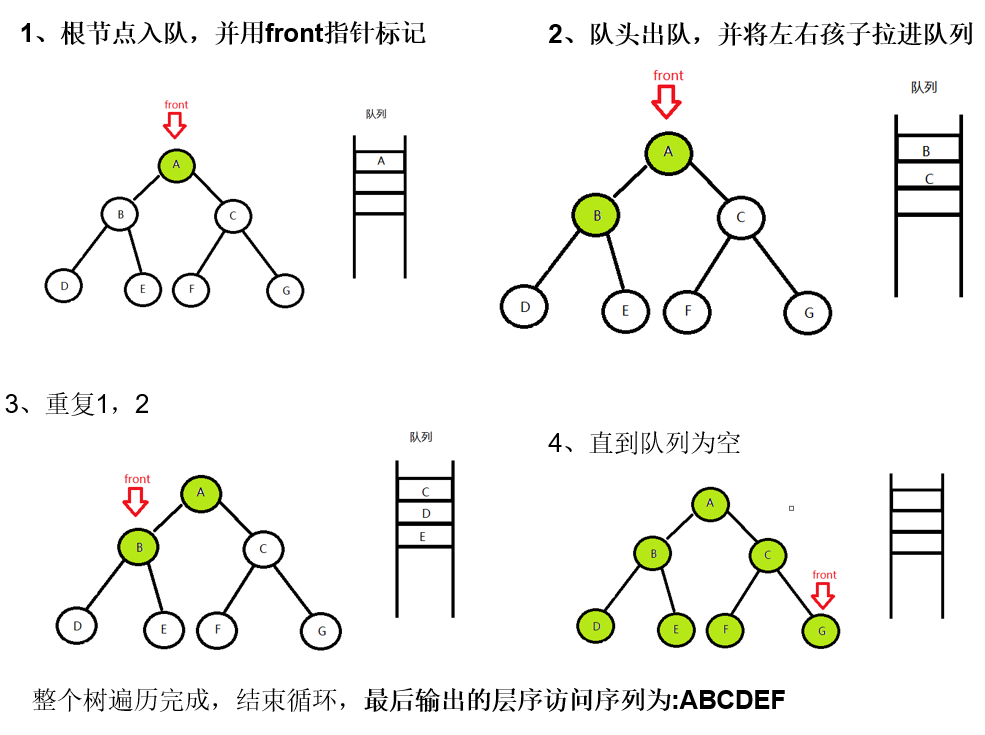 1、根节点入队，并用front指针标记
front
队列
A
A
B
C
D
E
F
G
2、队头出队，并将左右孩子拉进队列
front
队列
A
B
B
C
C
D
E
F
G
3、重复1，2
front
队列
A
C
B
C
D
E
D
E
F
G
4、直到队列为空
A
B
C
front
D
E
F
G
整个树遍历完成，结束循环，最后输出的层序访问序列为:ABCDEF